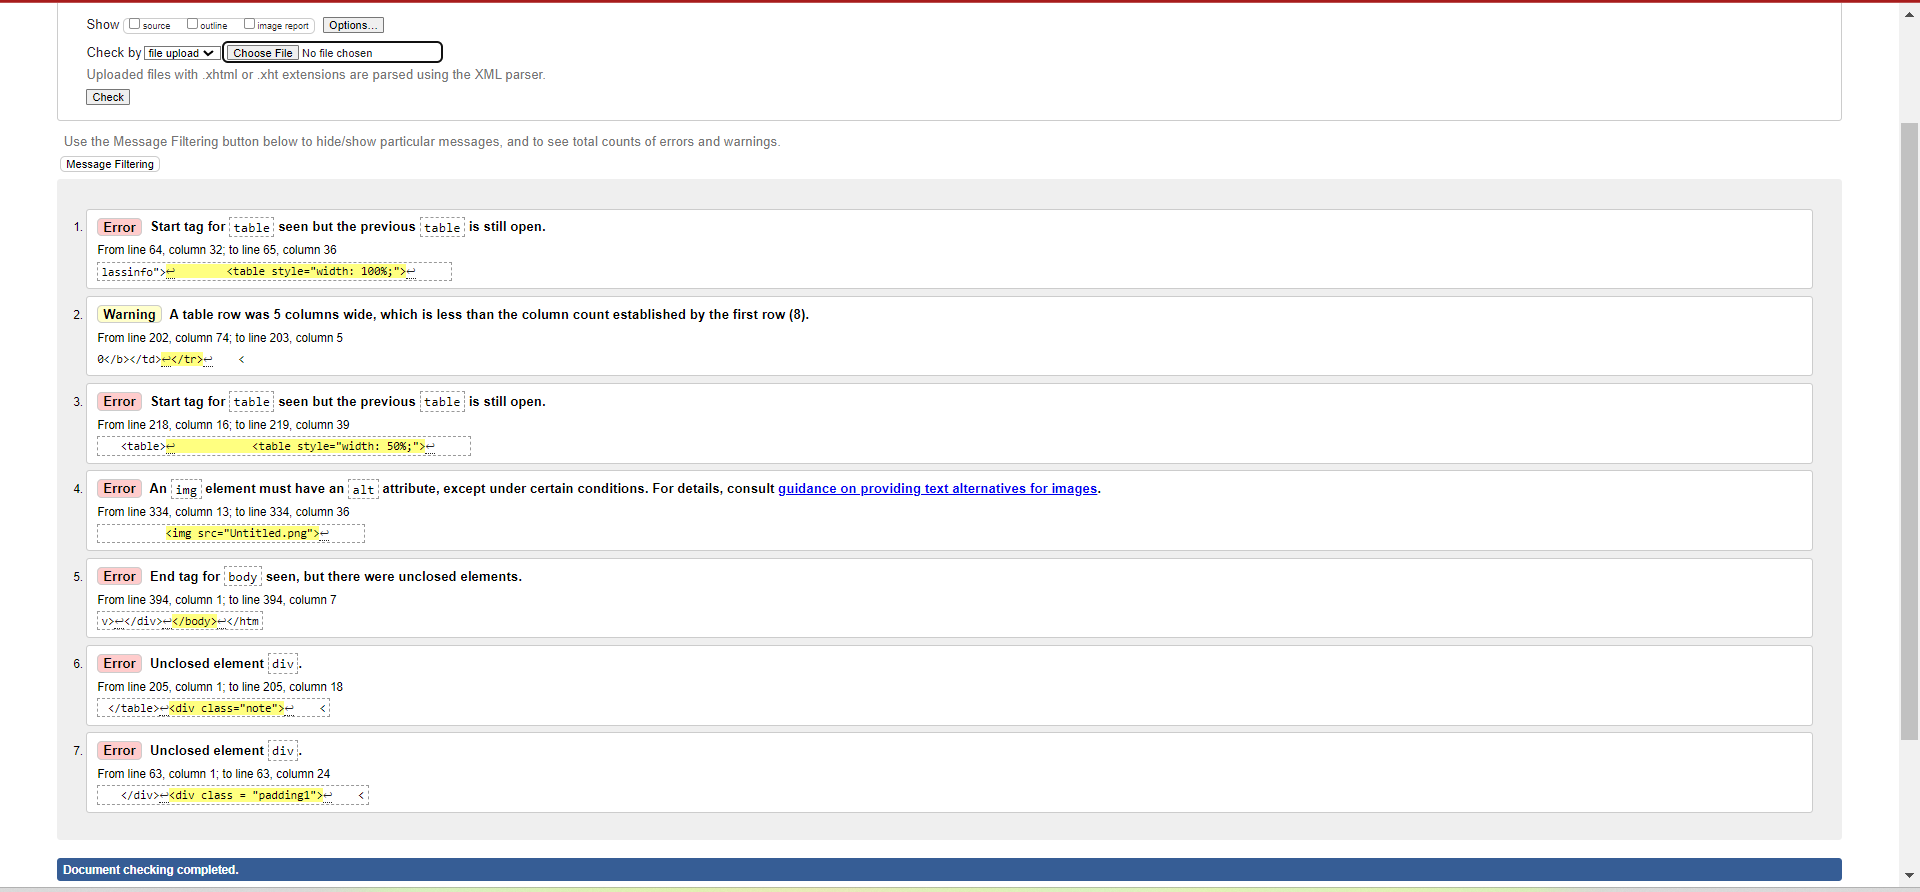 Show source outline image report Options...
Check by file upload Choose File No file chosen
Uploaded files with .xhtml or .xht extensions are parsed using the XML parser.
Check
Use the Message Filtering button below to hide/show particular messages, and to see total counts of errors and warnings.
Message Filtering
1. Error Start tag for table seen but the previous table is still open.
From line 64, column 32; to line 65, column 36
lassinfo">↩ <table style="width: 100%;">↩
2. Warning A table row was 5 columns wide, which is less than the column count established by the first row (8).
From line 202, column 74; to line 203, column 5
0</b></td>↩</tr>↩ <
3. Error Start tag for table seen but the previous table is still open.
From line 218, column 16; to line 219, column 39
<table>↩ <table style="width: 50%;">↩
4. Error An img element must have an alt attribute, except under certain conditions. For details, consult guidance on providing text alternatives for images.
From line 334, column 13; to line 334, column 36
<img src="Untitled.png">↩
5. Error End tag for body seen, but there were unclosed elements.
From line 394, column 1; to line 394, column 7
v>↩</div>↩</body>↩</htm
6. Error Unclosed element div.
From line 205, column 1; to line 205, column 18
</table>↩<div class="note">↩ <
7. Error Unclosed element div.
From line 63, column 1; to line 63, column 24
</div>↩<div class = "padding1">↩ <
Document checking completed.